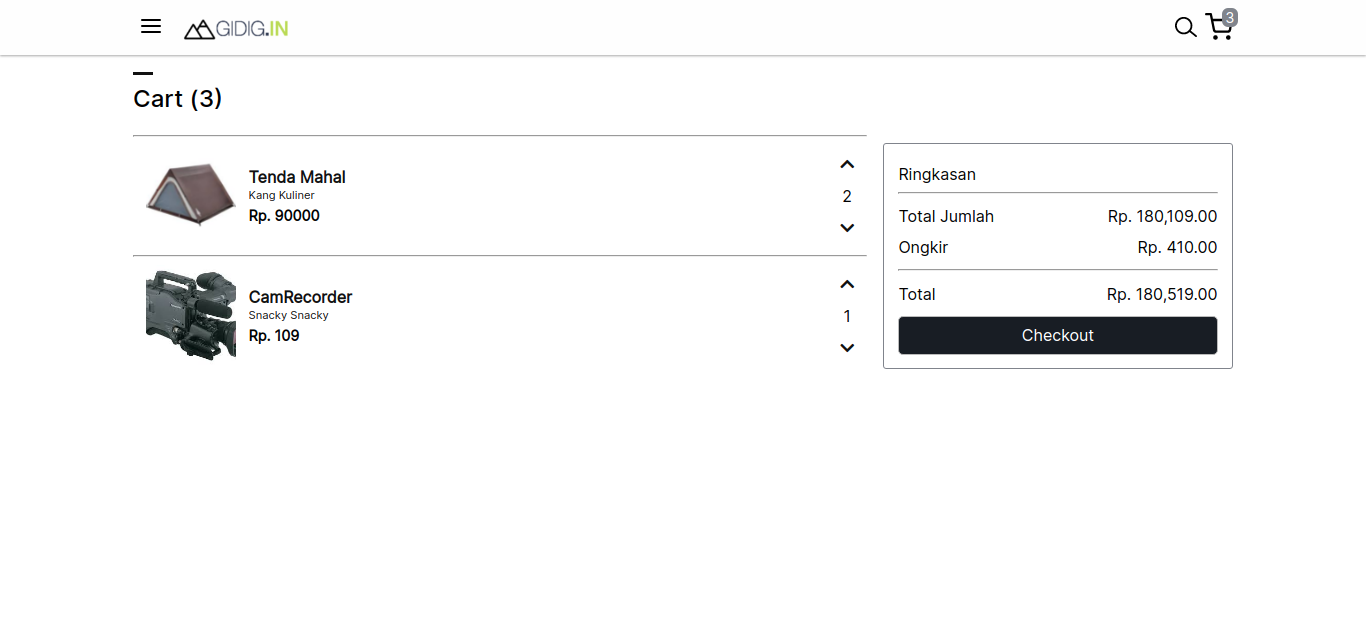 GIDIG.IN
3
Cart (3)
Tenda Mahal
Kang Kuliner
Rp. 90000
2
CamRecorder
Snacky Snacky
Rp. 109
1
Ringkasan
Total Jumlah Rp. 180,109.00
Ongkir Rp. 410.00
Total Rp. 180,519.00
Checkout